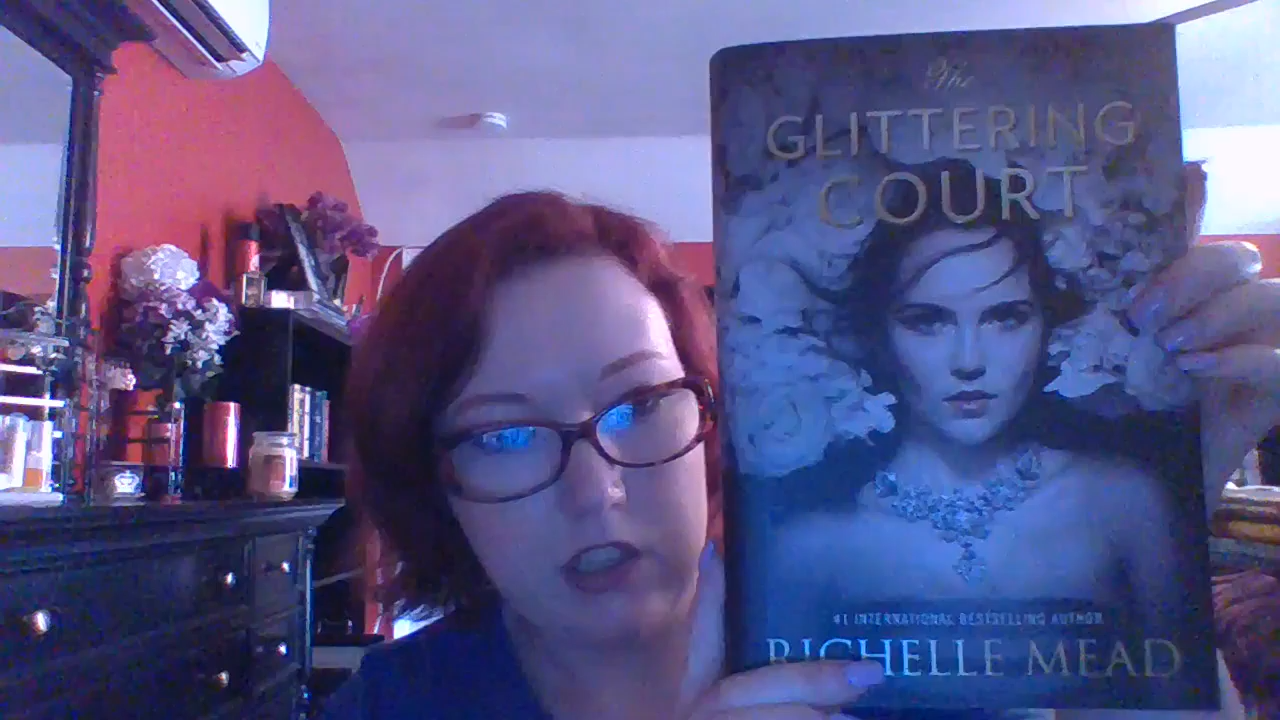 The
GLITTERING
COURT
#1 INTERNATIONAL BESTSELLING AUTHOR
RICHELLE MEAD